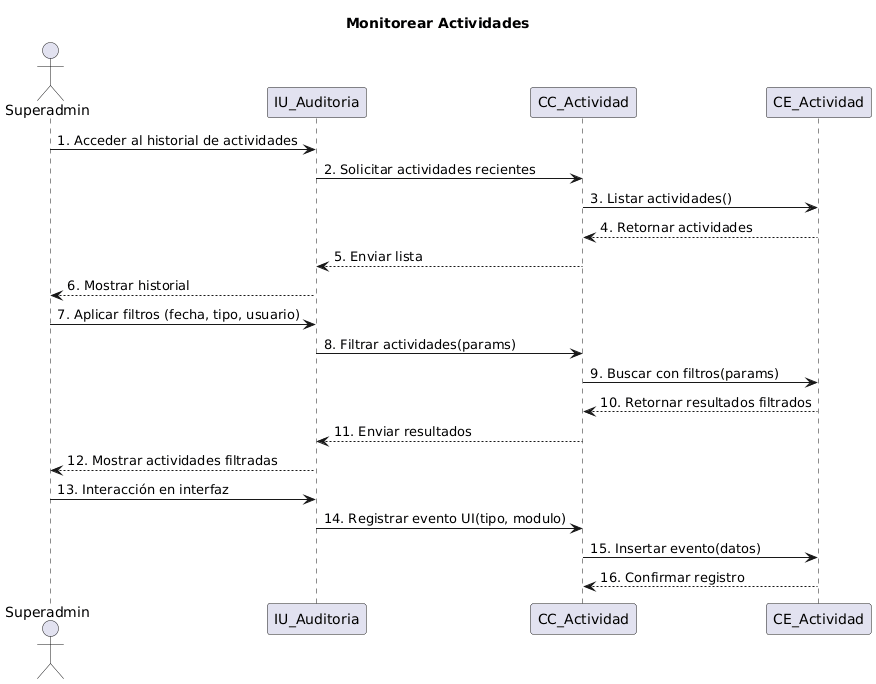 Monitorear Actividades
Superadmin
IU_Auditoria
CC_Actividad
CE_Actividad
1. Acceder al historial de actividades
2. Solicitar actividades recientes
3. Listar actividades()
4. Retornar actividades
5. Enviar lista
6. Mostrar historial
7. Aplicar filtros (fecha, tipo, usuario)
8. Filtrar actividades(params)
9. Buscar con filtros(params)
10. Retornar resultados filtrados
11. Enviar resultados
12. Mostrar actividades filtradas
13. Interacción en interfaz
14. Registrar evento UI(tipo, modulo)
15. Insertar evento(datos)
16. Confirmar registro
Superadmin
IU_Auditoria
CC_Actividad
CE_Actividad